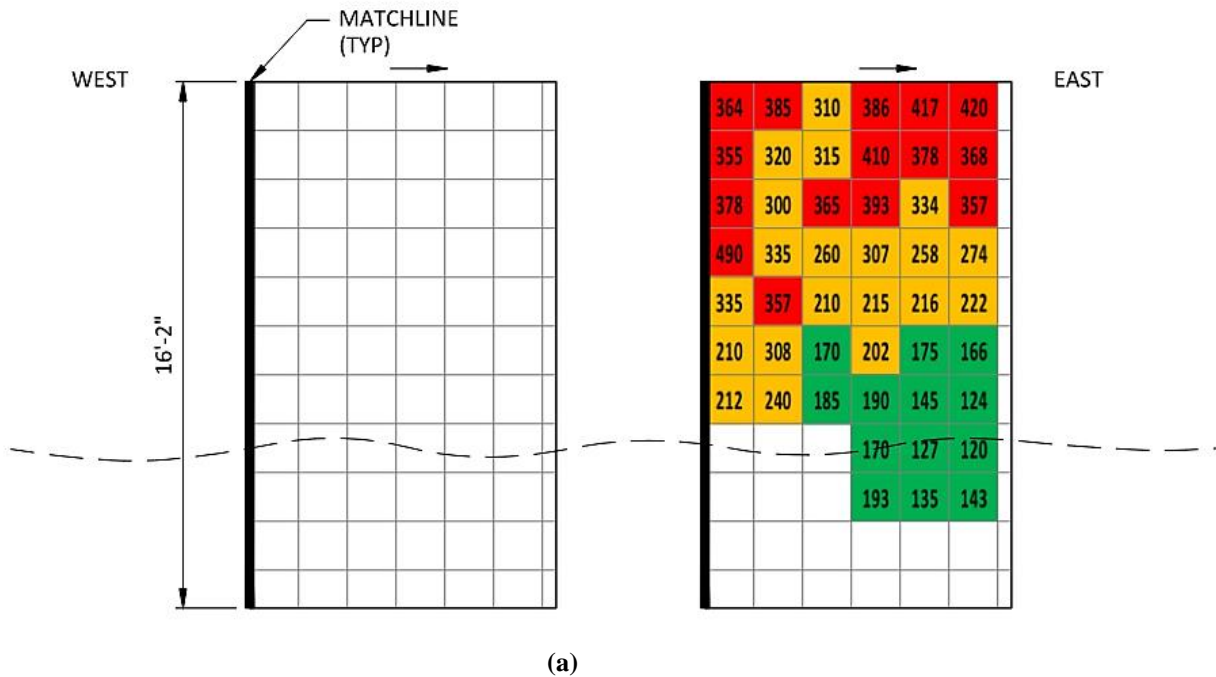 MATCHLINE
(TYP)
WEST
EAST
16'-2"
364 385 310 386 417 420
355 320 315 410 378 368
378 300 365 393 334 357
490 335 260 307 258 274
335 357 210 215 216 222
210 308 170 202 175 166
212 240 185 190 145 124
170 127 120
193 135 143
(a)